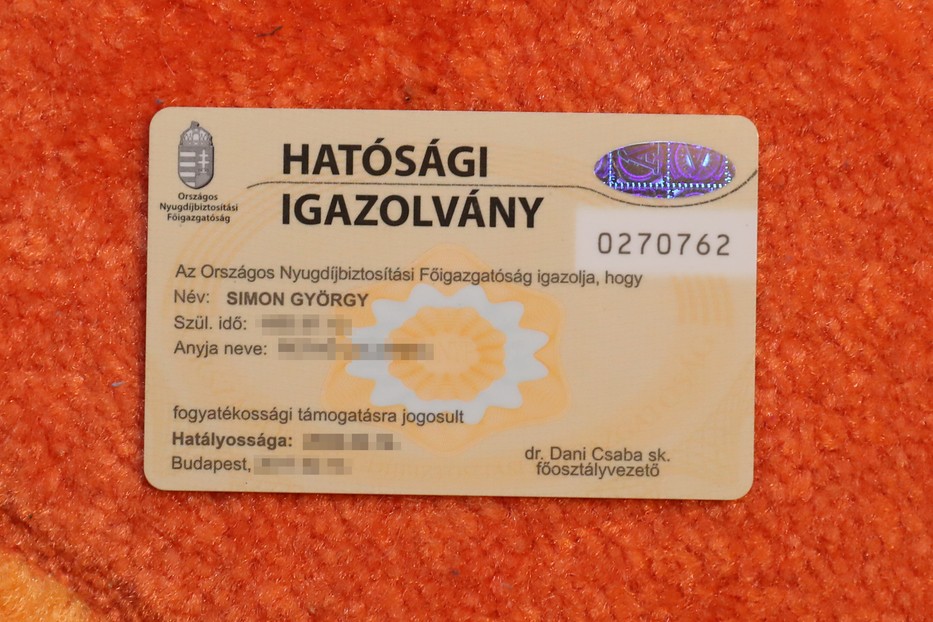 HATÓSÁGI
IGAZOLVÁNY
Országos
Nyugdíjbiztosítási
Főigazgatóság
0270762
Az Országos Nyugdíjbiztosítási Főigazgatóság igazolja, hogy
Név: SIMON GYÖRGY
Szül. idő:
Anyja neve:
fogyatékossági támogatásra jogosult
Hatályossága:
Budapest,
dr. Dani Csaba sk.
főosztályvezető